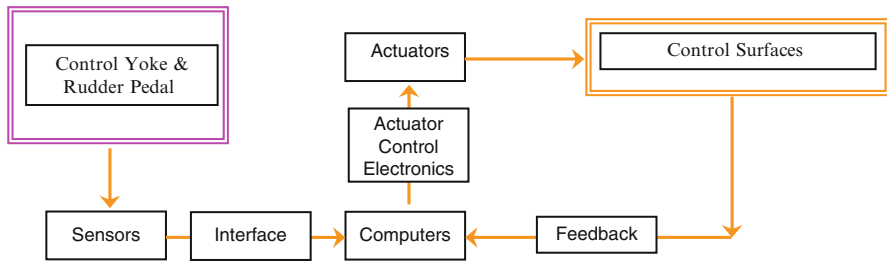 Control Yoke &
Rudder Pedal
Actuators
Control Surfaces
Actuator
Control
Electronics
Sensors
Interface
Computers
Feedback